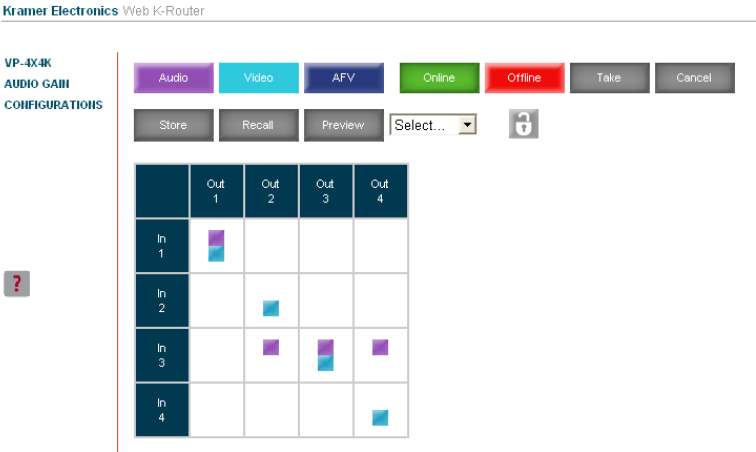 Kramer Electronics Web K-Router
VP-4X4K
AUDIO GAIN
CONFIGURATIONS
Audio Video AFV Online Offline Take Cancel
Store Recall Preview Select...
Out 1 Out 2 Out 3 Out 4
In 1
In 2
In 3
In 4
?